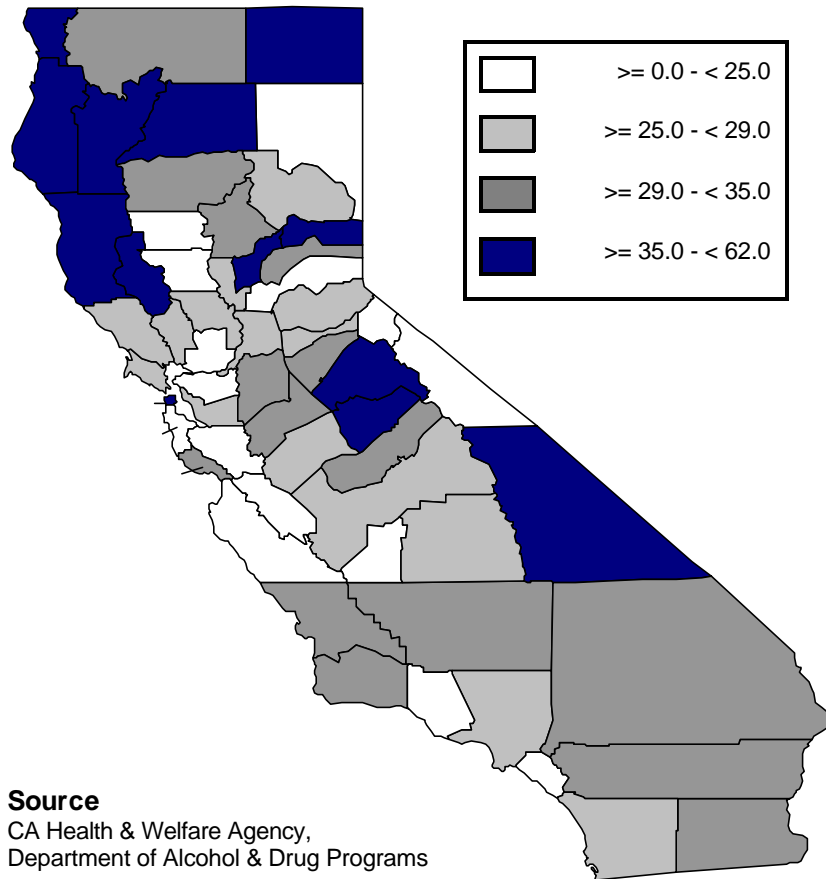 >= 0.0 - < 25.0
>= 25.0 - < 29.0
>= 29.0 - < 35.0
>= 35.0 - < 62.0
Source
CA Health & Welfare Agency,
Department of Alcohol & Drug Programs